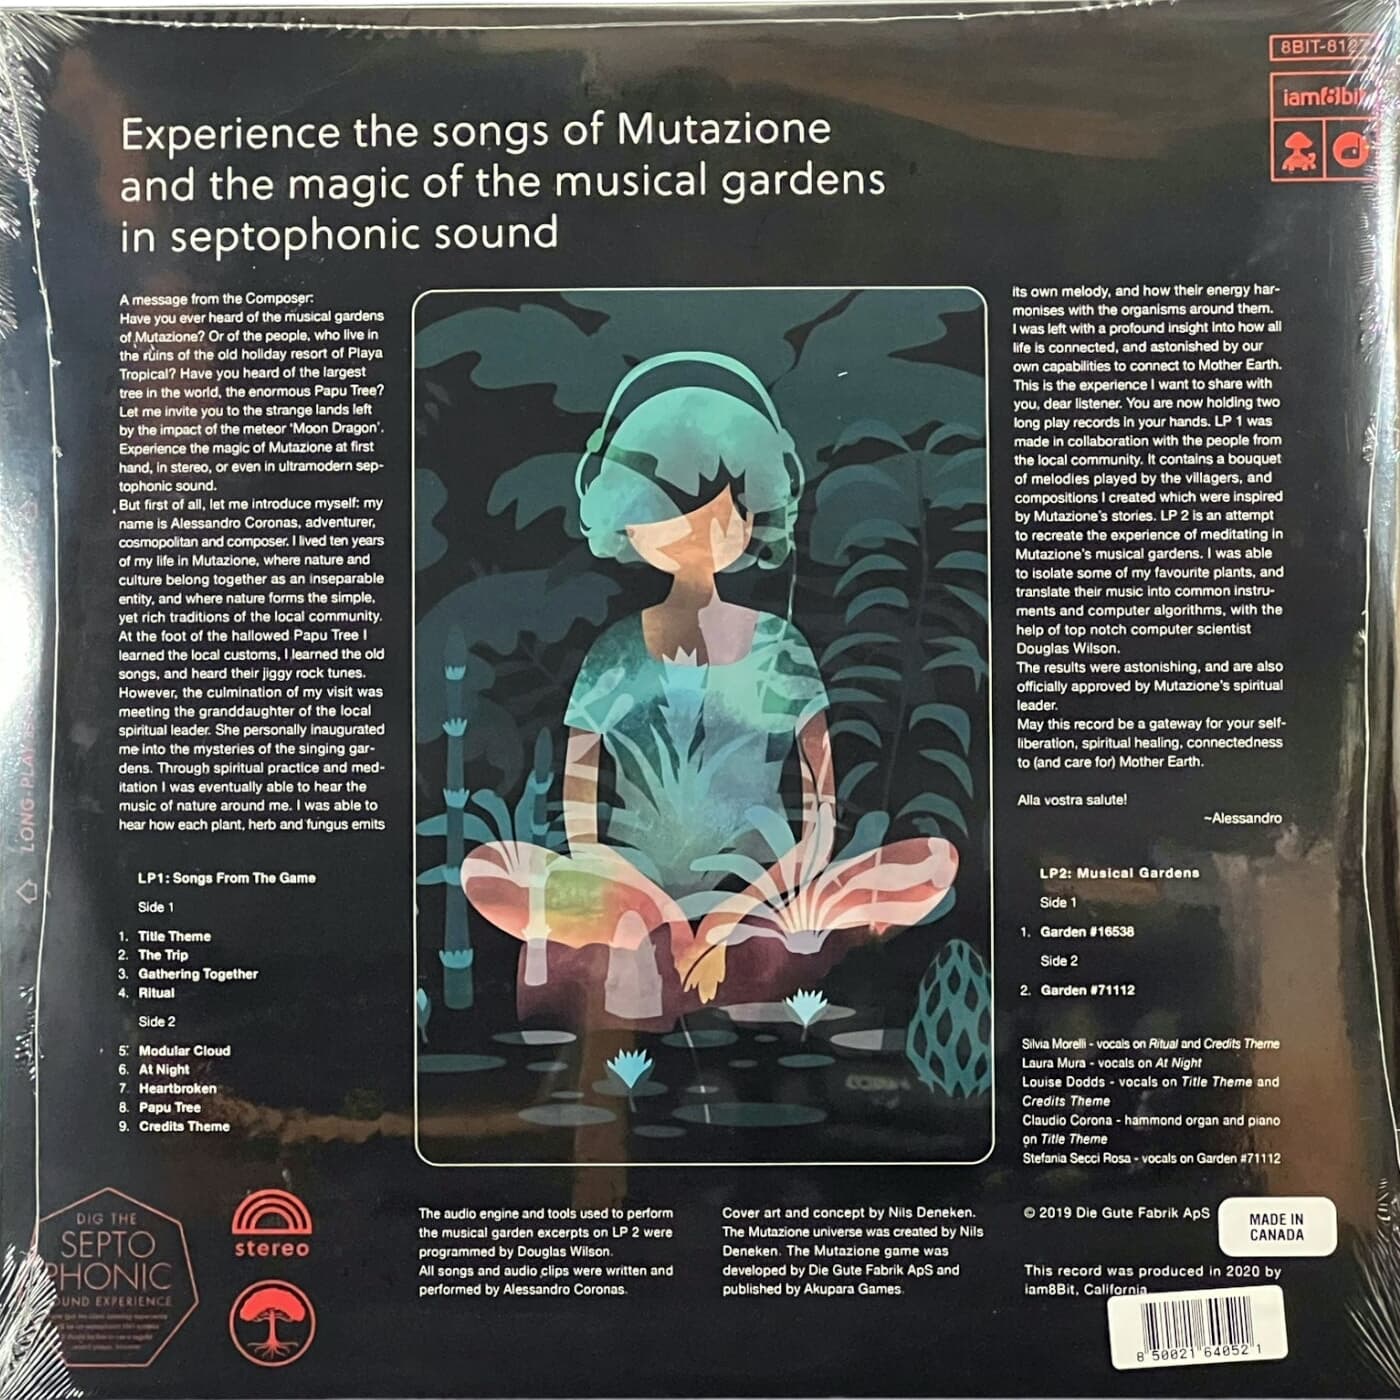 8BIT-8127
iam8bit
Experience the songs of Mutazione
and the magic of the musical gardens
in septophonic sound
A message from the Composer:
Have you ever heard of the musical gardens
of Mutazione? Or of the people, who live in
the ruins of the old holiday resort of Playa
Tropical? Have you heard of the largest
tree in the world, the enormous Papu Tree?
Let me invite you to the strange lands left
by the impact of the meteor 'Moon Dragon'.
Experience the magic of Mutazione at first
hand, in stereo, or even in ultramodern sep-
tophonic sound.
But first of all, let me introduce myself: my
name is Alessandro Coronas, adventurer,
cosmopolitan and composer. I lived ten years
of my life in Mutazione, where nature and
culture belong together as an inseparable
entity, and where nature forms the simple,
yet rich traditions of the local community.
At the foot of the hallowed Papu Tree I
learned the local customs, I learned the old
songs, and heard their jiggy rock tunes.
However, the culmination of my visit was
meeting the granddaughter of the local
spiritual leader. She personally inaugurated
me into the mysteries of the singing gar-
dens. Through spiritual practice and med-
itation I was eventually able to hear the
music of nature around me. I was able to
hear how each plant, herb and fungus emits
its own melody, and how their energy har-
monises with the organisms around them.
I was left with a profound insight into how all
life is connected, and astonished by our
own capabilities to connect to Mother Earth.
This is the experience I want to share with
you, dear listener. You are now holding two
long play records in your hands. LP 1 was
made in collaboration with the people from
the local community. It contains a bouquet
of melodies played by the villagers, and
compositions I created which were inspired
by Mutazione's stories. LP 2 is an attempt
to recreate the experience of meditating in
Mutazione's musical gardens. I was able
to isolate some of my favourite plants, and
translate their music into common instru-
ments and computer algorithms, with the
help of top notch computer scientist
Douglas Wilson.
The results were astonishing, and are also
officially approved by Mutazione's spiritual
leader.
May this record be a gateway for your self-
liberation, spiritual healing, connectedness
to (and care for) Mother Earth.
Alla vostra salute!
~Alessandro
LONG-PLAY
LP1: Songs From The Game
Side 1
1. Title Theme
2. The Trip
3. Gathering Together
4. Ritual
Side 2
5. Modular Cloud
6. At Night
7. Heartbroken
8. Papu Tree
9. Credits Theme
LP2: Musical Gardens
Side 1
1. Garden #16538
Side 2
2. Garden #71112
Silvia Morelli - vocals on Ritual and Credits Theme
Laura Mura - vocals on At Night
Louise Dodds - vocals on Title Theme and
Credits Theme
Claudio Corona - hammond organ and piano
on Title Theme
Stefania Secci Rosa - vocals on Garden #71112
DIG THE
SEPTO
PHONIC
SOUND EXPERIENCE
stereo
The audio engine and tools used to perform
the musical garden excerpts on LP 2 were
programmed by Douglas Wilson.
All songs and audio clips were written and
performed by Alessandro Coronas.
Cover art and concept by Nils Deneken.
The Mutazione universe was created by Nils
Deneken. The Mutazione game was
developed by Die Gute Fabrik ApS and
published by Akupara Games.
© 2019 Die Gute Fabrik ApS
MADE IN
CANADA
This record was produced in 2020 by
iam8Bit, California
8 50021 64052 1